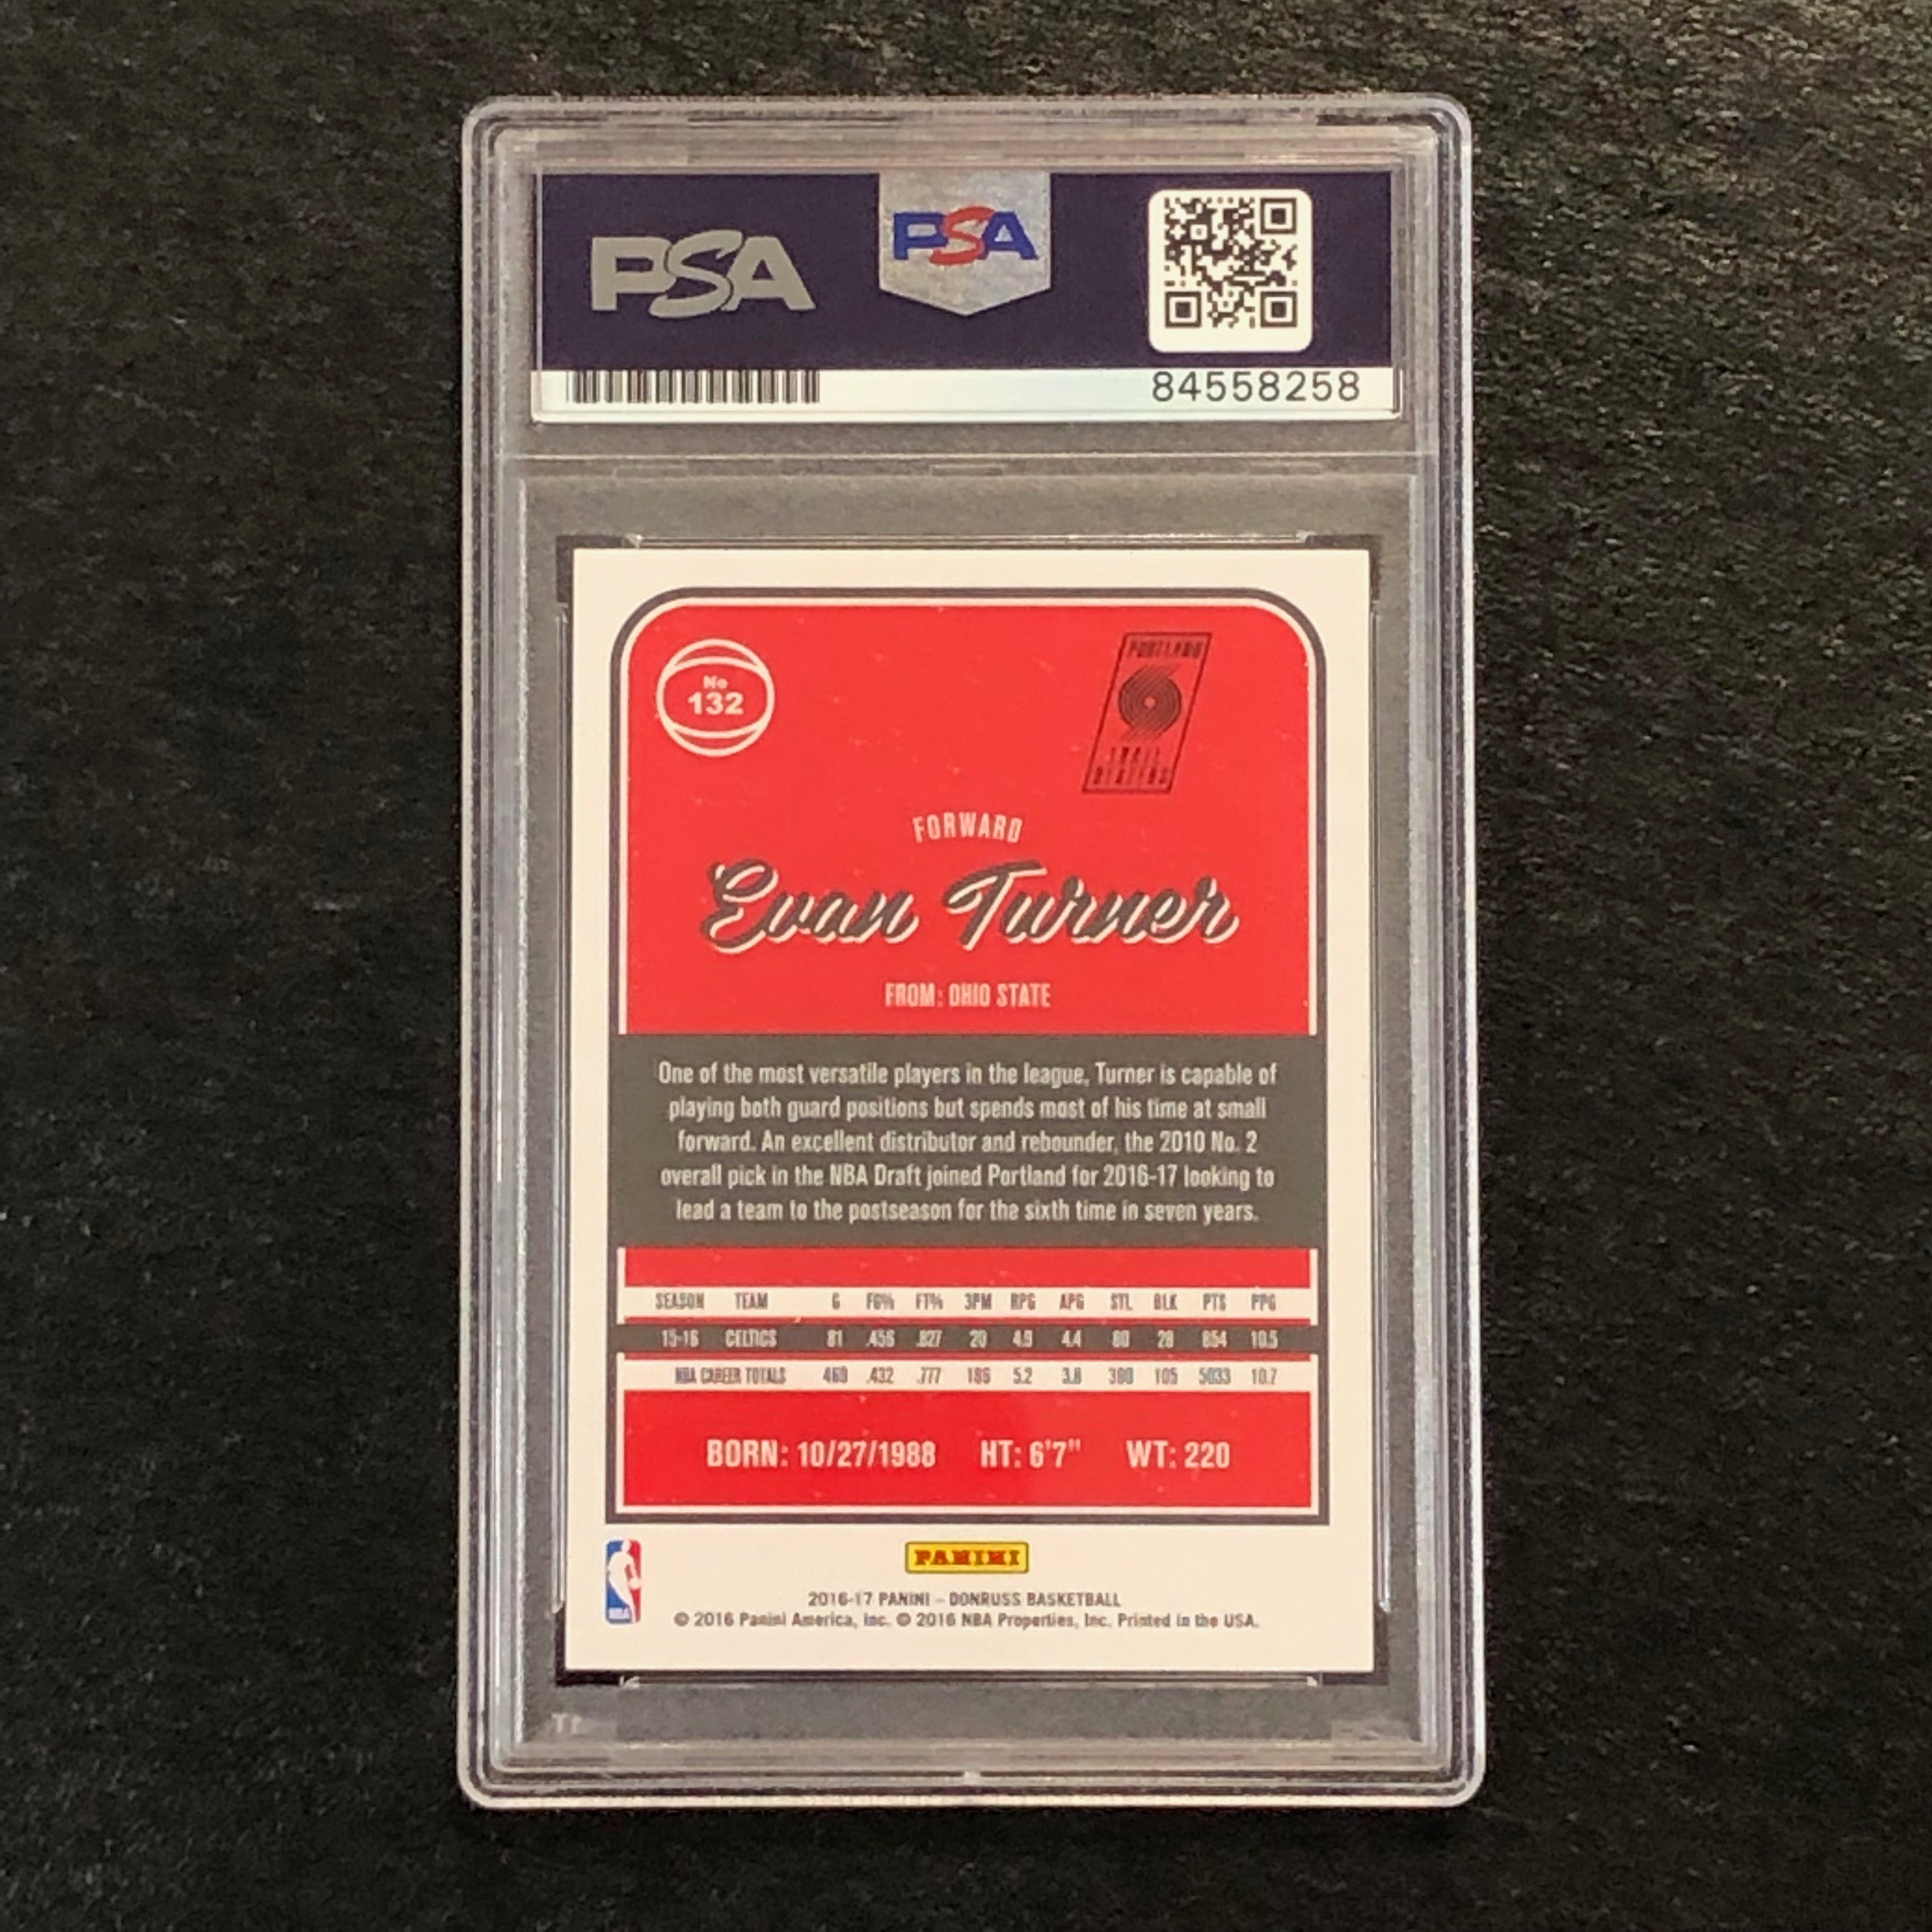 PSA
PSA
84558258
No
132
PORTLAND
TRAIL
BLAZERS
FORWARD
Evan Turner
FROM: OHIO STATE
One of the most versatile players in the league, Turner is capable of
playing both guard positions but spends most of his time at small
forward. An excellent distributor and rebounder, the 2010 No. 2
overall pick in the NBA Draft joined Portland for 2016-17 looking to
lead a team to the postseason for the sixth time in seven years.
SEASON TEAM G FG% FT% 3PM RPG APG STL BLK PTS PPG
15-16 CELTICS 81 .456 .827 20 4.9 4.4 80 28 854 10.5
NBA CAREER TOTALS .432 .777 186 5.2 105 5033 10.7
BORN: 10/27/1988 HT: 6'7" WT: 220
NBA
PANINI
2016-17 PANINI – DONRUSS BASKETBALL
© 2016 Panini America, Inc. © 2016 NBA Properties, Inc. Printed in the USA.